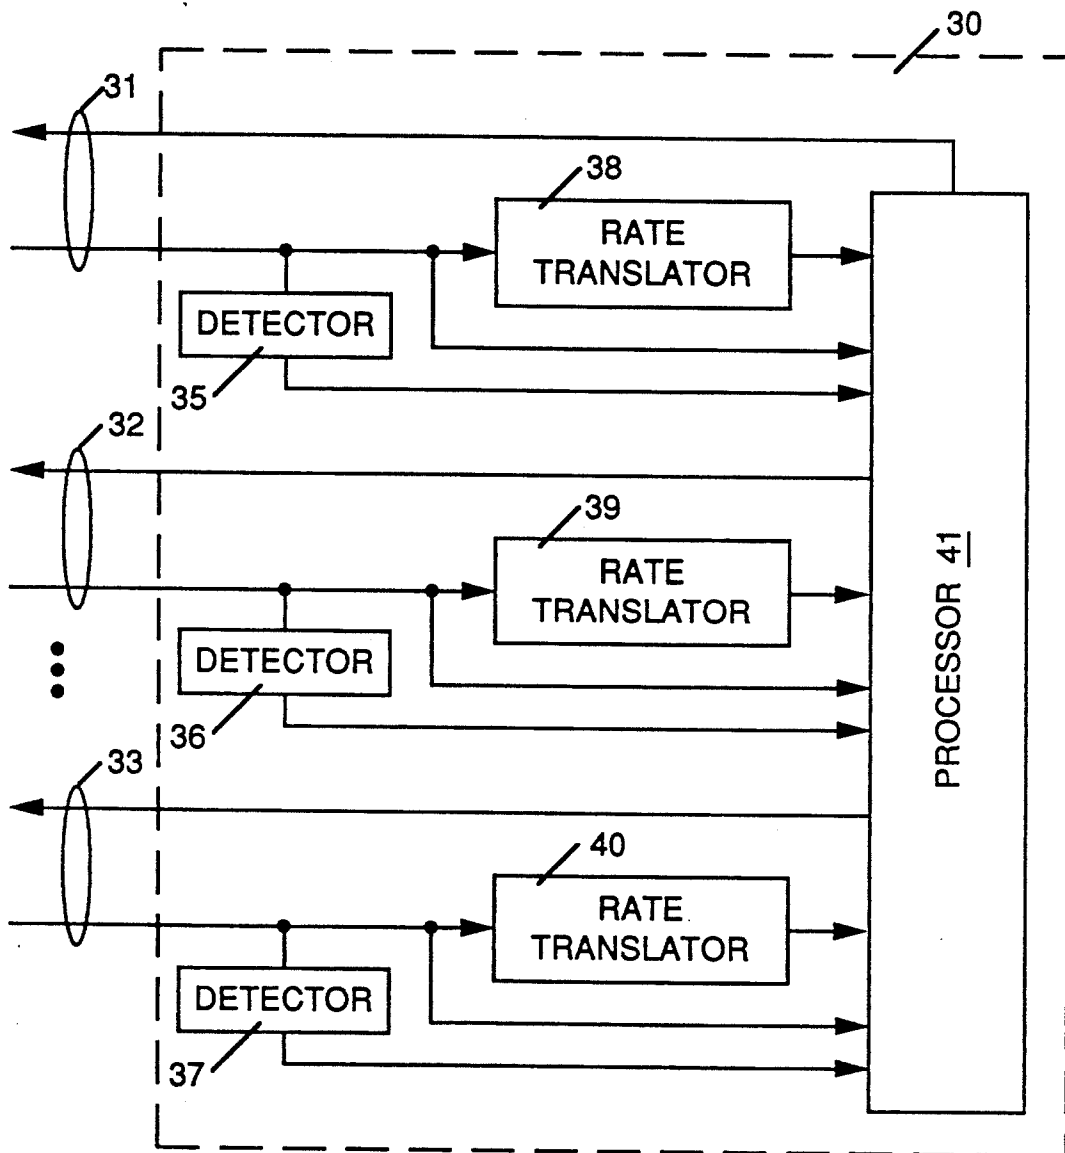 30
31
38
RATE
TRANSLATOR
DETECTOR
35
32
39
RATE
TRANSLATOR
DETECTOR
36
33
40
RATE
TRANSLATOR
DETECTOR
37
PROCESSOR 41